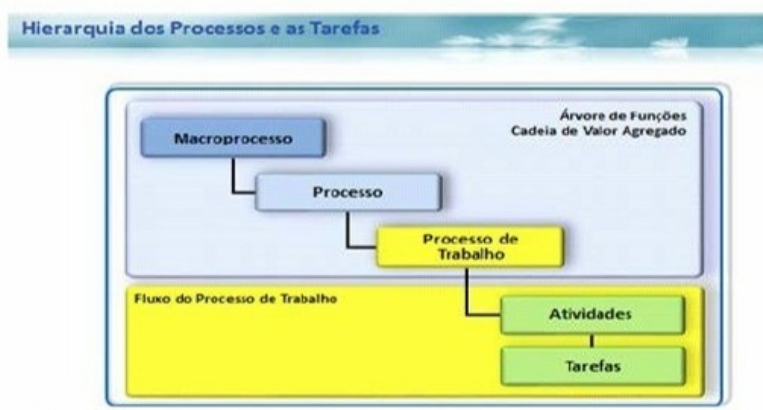 Hierarquia dos Processos e as Tarefas
Árvore de Funções
Cadeia de Valor Agregado
Macroprocesso
Processo
Processo de
Trabalho
Fluxo do Processo de Trabalho
Atividades
Tarefas